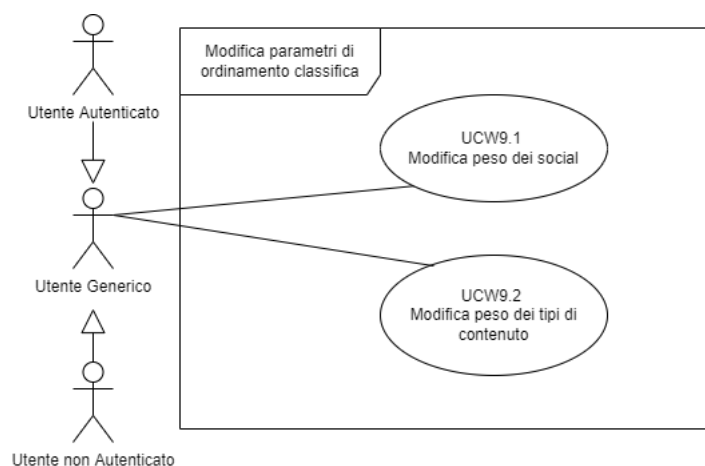 Utente Autenticato
Modifica parametri di
ordinamento classifica
UCW9.1
Modifica peso dei social
Utente Generico
UCW9.2
Modifica peso dei tipi di
contenuto
Utente non Autenticato